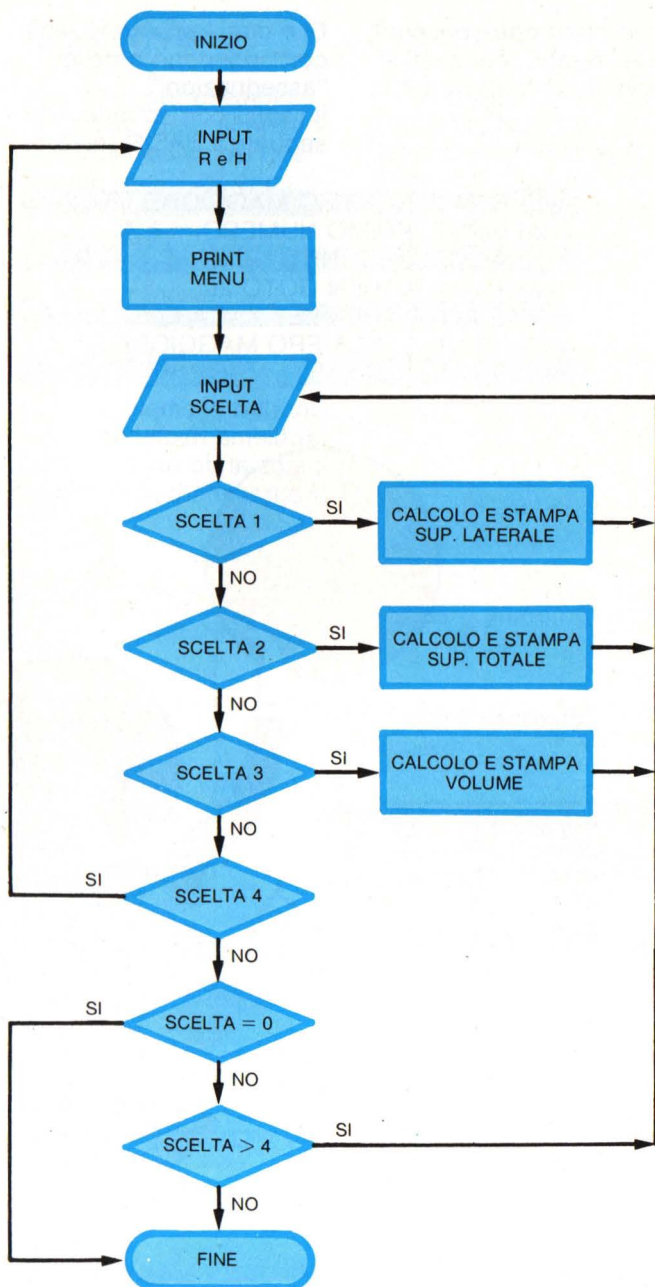 INIZIO
INPUT
R e H
PRINT
MENU
INPUT
SCELTA
SCELTA 1
SI
CALCOLO E STAMPA
SUP. LATERALE
NO
SCELTA 2
SI
CALCOLO E STAMPA
SUP. TOTALE
NO
SCELTA 3
SI
CALCOLO E STAMPA
VOLUME
NO
SI
SCELTA 4
NO
SI
SCELTA = 0
NO
SCELTA > 4
SI
NO
FINE